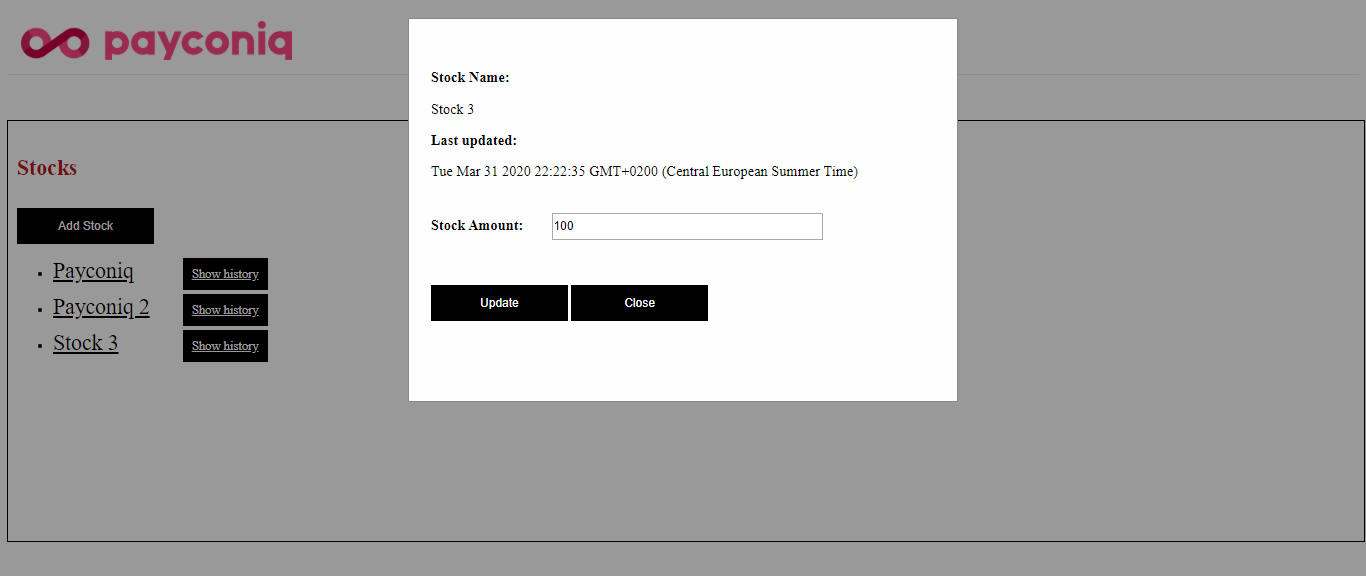 payconiq
Stocks
Add Stock
Payconiq Show history
Payconiq 2 Show history
Stock 3 Show history
Stock Name:
Stock 3
Last updated:
Tue Mar 31 2020 22:22:35 GMT+0200 (Central European Summer Time)
Stock Amount: 100
Update Close